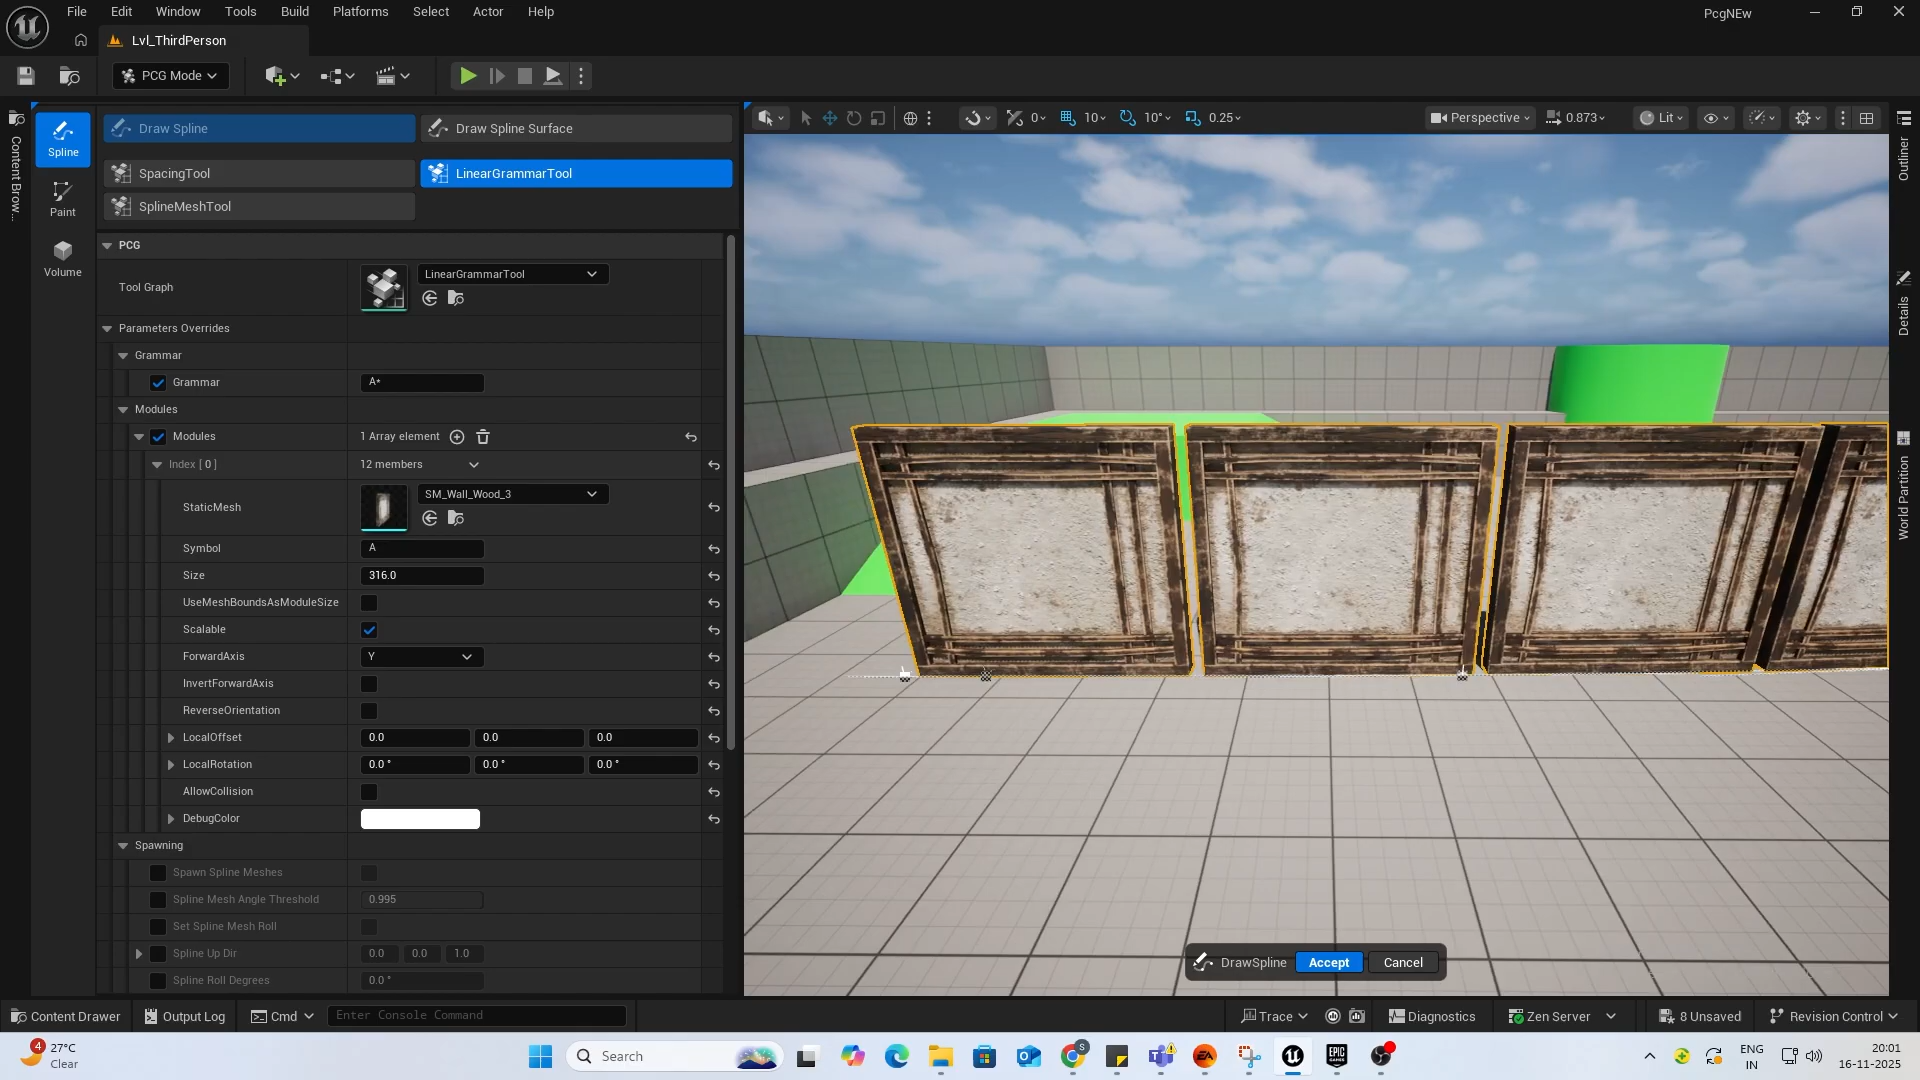 File Edit Window Tools Build Platforms Select Actor Help
PcgNEw
Lvl_ThirdPerson
PCG Mode
Content Brow...
Spline
Paint
Volume
Draw Spline
Draw Spline Surface
SpacingTool
LinearGrammarTool
SplineMeshTool
PCG
Tool Graph
LinearGrammarTool
Parameters Overrides
Grammar
Grammar
A*
Modules
Modules
1 Array element
Index [ 0 ]
12 members
StaticMesh
SM_Wall_Wood_3
Symbol
A
Size
316.0
UseMeshBoundsAsModuleSize
Scalable
ForwardAxis
Y
InvertForwardAxis
ReverseOrientation
LocalOffset
0.0 0.0 0.0
LocalRotation
0.0 ° 0.0 ° 0.0 °
AllowCollision
DebugColor
Spawning
Spawn Spline Meshes
Spline Mesh Angle Threshold
0.995
Set Spline Mesh Roll
Spline Up Dir
0.0 0.0 1.0
Spline Roll Degrees
0.0 °
0 10 10° 0.25
Perspective 0.873 Lit
Outliner
Details
World Partition
DrawSpline Accept Cancel
Content Drawer Output Log Cmd Enter Console Command
Trace Diagnostics Zen Server 8 Unsaved Revision Control
4
27°C
Clear
Search
S
EA
EPIC
GAMES
ENG
IN
20:01
16-11-2025